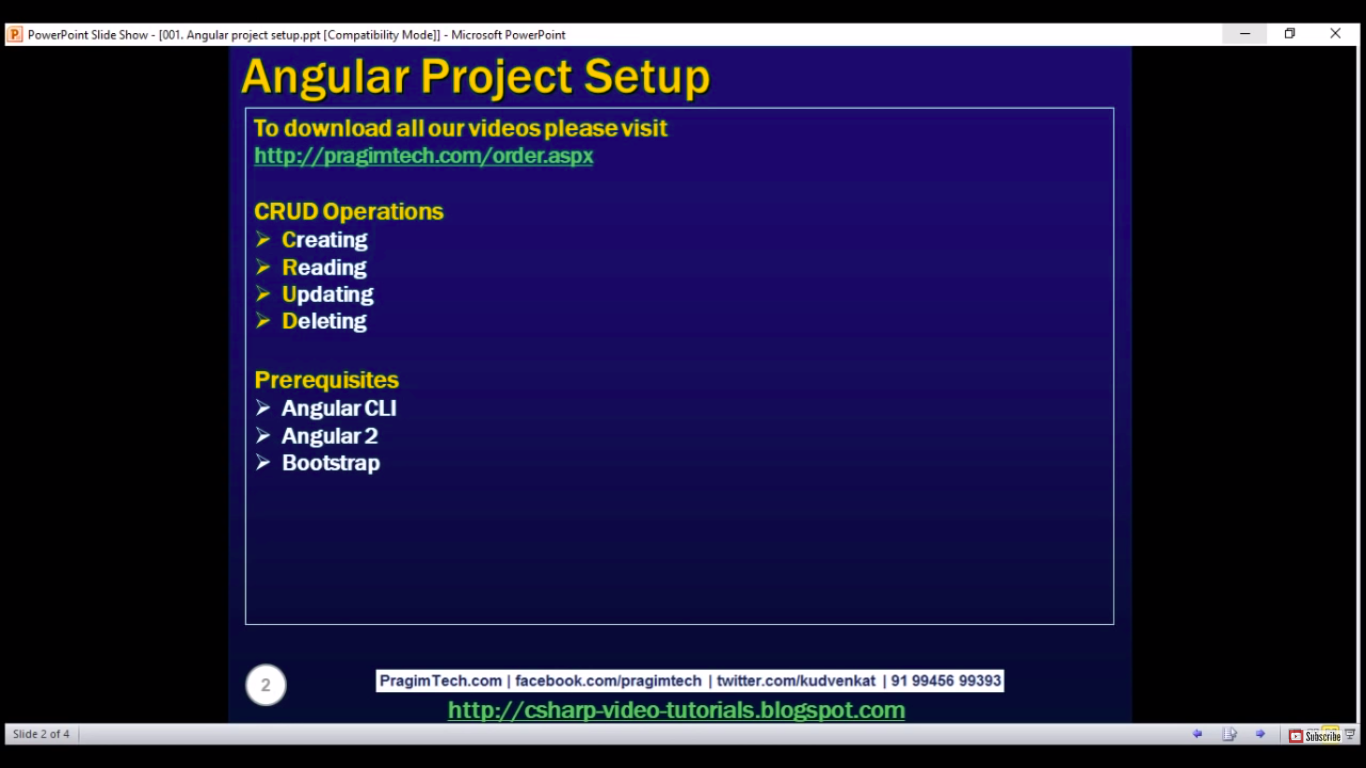 PowerPoint Slide Show - [001. Angular project setup.ppt [Compatibility Mode]] - Microsoft PowerPoint
Angular Project Setup
To download all our videos please visit
http://pragimtech.com/order.aspx
CRUD Operations
Creating
Reading
Updating
Deleting
Prerequisites
Angular CLI
Angular 2
Bootstrap
2
PragimTech.com | facebook.com/pragimtech | twitter.com/kudvenkat | 91 99456 99393
http://csharp-video-tutorials.blogspot.com
Slide 2 of 4
Subscribe